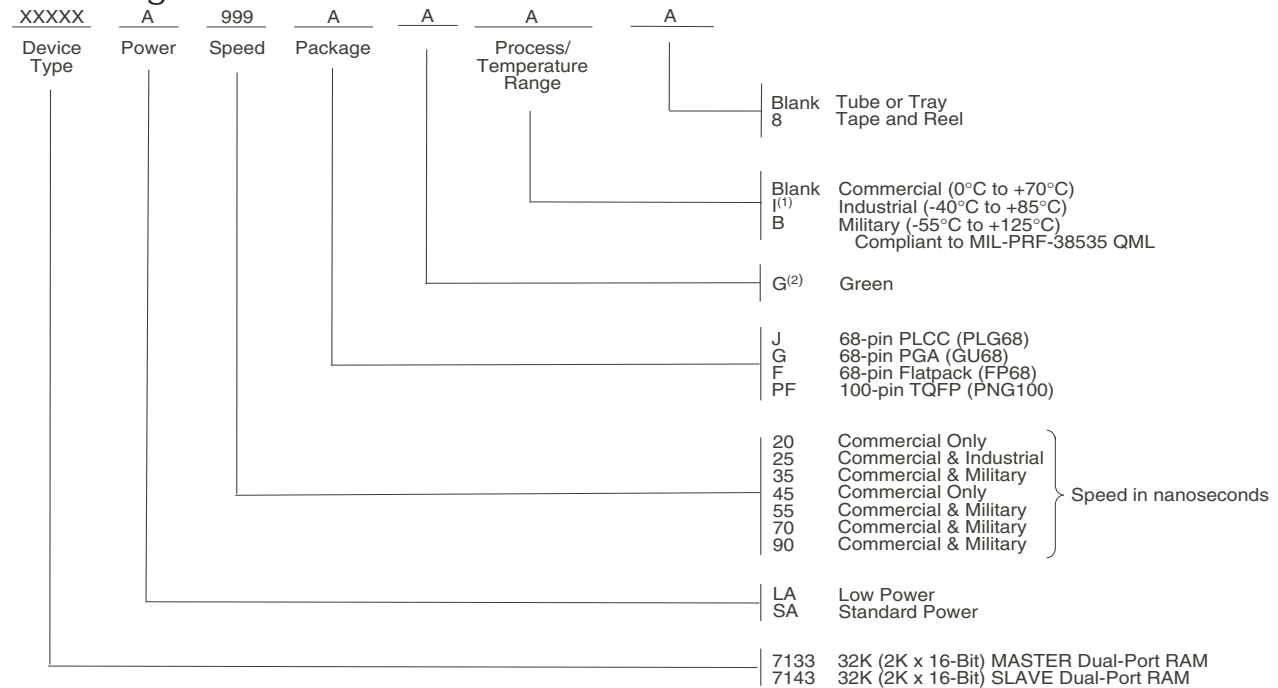 XXXXX A 999 A A A A
Device Type Power Speed Package Process/ Temperature Range
Blank Tube or Tray
8 Tape and Reel
Blank Commercial (0°C to +70°C)
I(1) Industrial (-40°C to +85°C)
B Military (-55°C to +125°C)
Compliant to MIL-PRF-38535 QML
G(2) Green
J 68-pin PLCC (PLG68)
G 68-pin PGA (GU68)
F 68-pin Flatpack (FP68)
PF 100-pin TQFP (PNG100)
20 Commercial Only
25 Commercial & Industrial
35 Commercial & Military
45 Commercial Only
55 Commercial & Military
70 Commercial & Military
90 Commercial & Military
Speed in nanoseconds
LA Low Power
SA Standard Power
7133 32K (2K x 16-Bit) MASTER Dual-Port RAM
7143 32K (2K x 16-Bit) SLAVE Dual-Port RAM